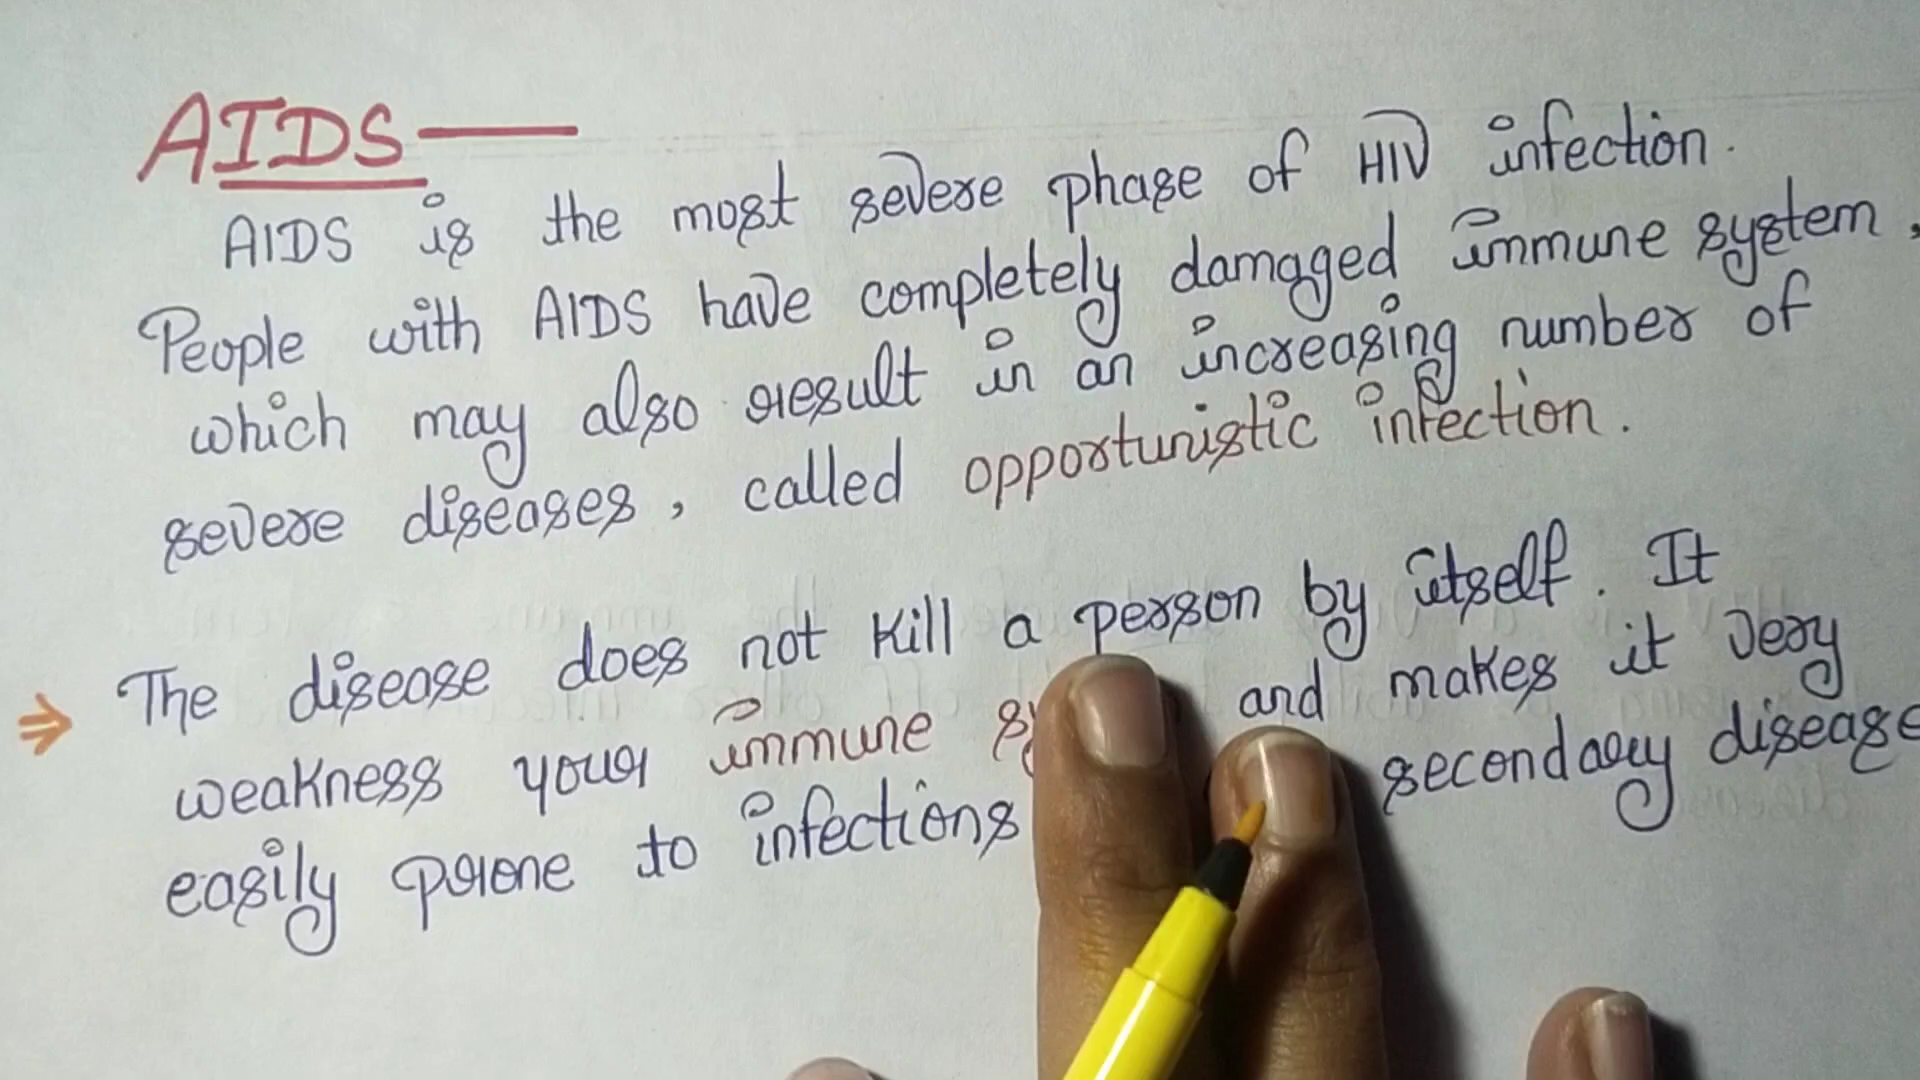 AIDS
AIDS is the most severe phase of HIV infection.
People with AIDS have completely damaged immune system,
which may also result in an increasing number of
severe diseases, called opportunistic infection.
The disease does not kill a person by itself. It
weakness your immune and makes it very
easily prone to infections secondary disease